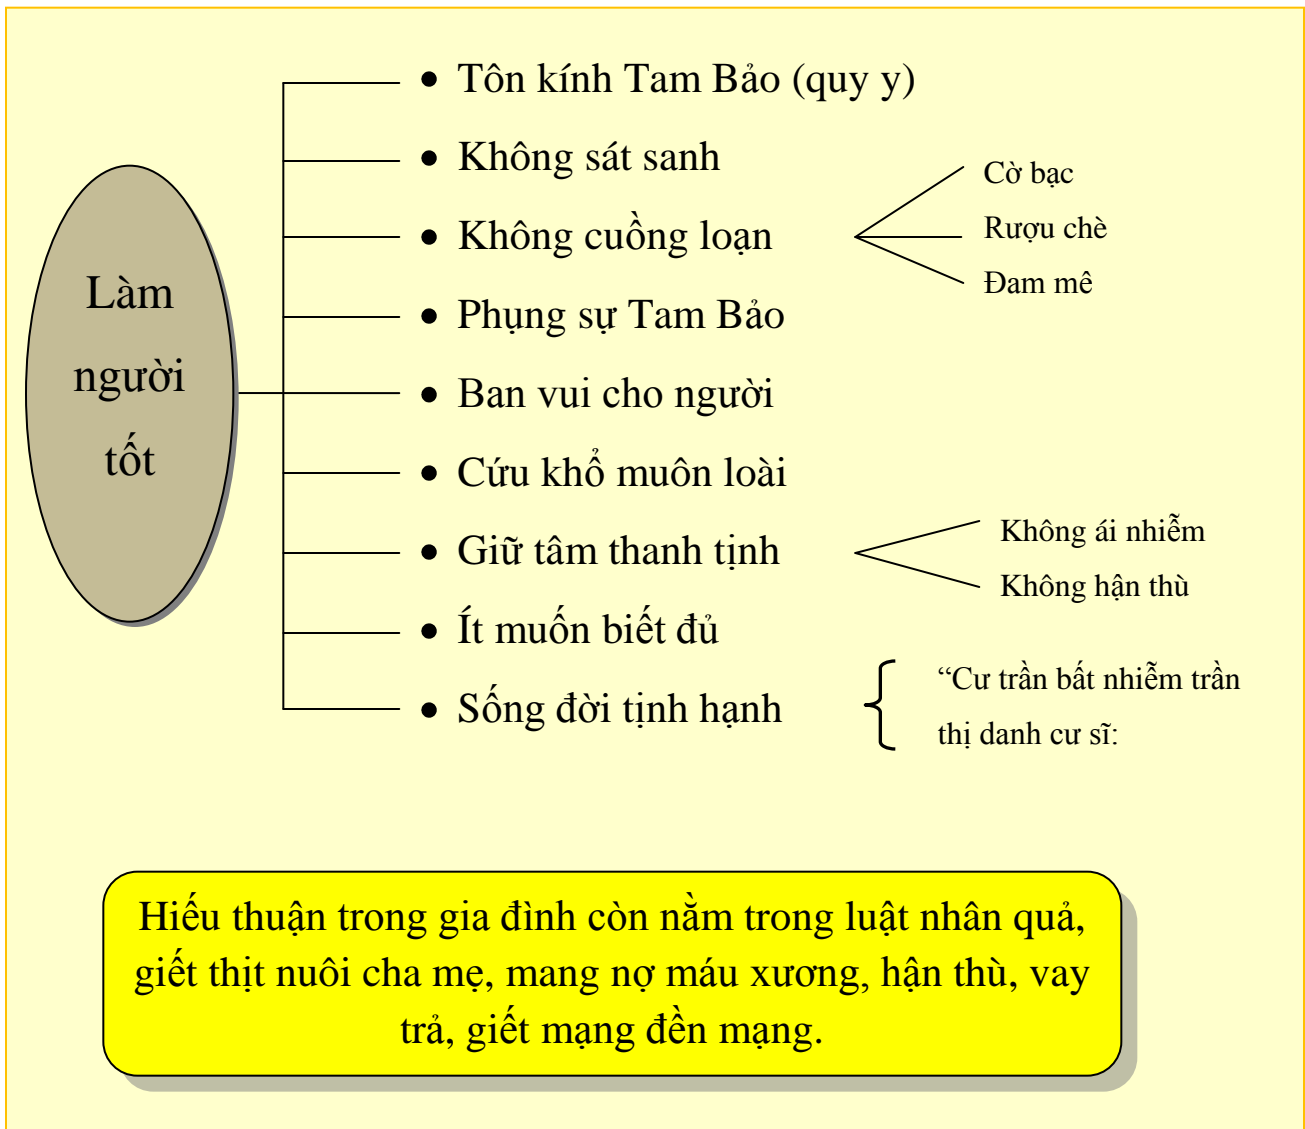 Làm
người
tốt
• Tôn kính Tam Bảo (quy y)
• Không sát sanh
• Không cuồng loạn
Cờ bạc
Rượu chè
Đam mê
• Phụng sự Tam Bảo
• Ban vui cho người
• Cứu khổ muôn loài
• Giữ tâm thanh tịnh
Không ái nhiễm
Không hận thù
• Ít muốn biết đủ
• Sống đời tịnh hạnh
“Cư trần bất nhiễm trần
thị danh cư sĩ:
Hiếu thuận trong gia đình còn nằm trong luật nhân quả,
giết thịt nuôi cha mẹ, mang nợ máu xương, hận thù, vay
trả, giết mạng đền mạng.